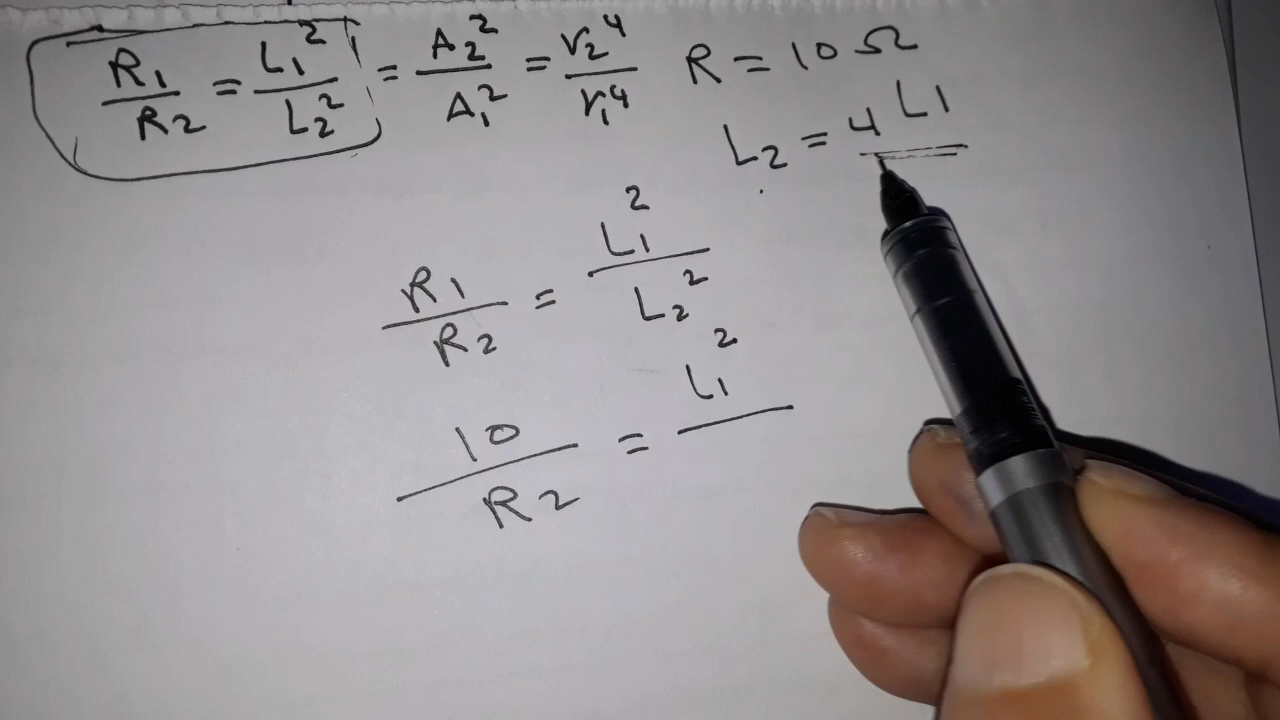 R₁/R₂ = L₁²/L₂² = A₂²/A₁² = r₂⁴/r₁⁴ R = 10 Ω
L₂ = 4 L₁
R₁/R₂ = L₁²/L₂²
10/R₂ = L₁²/